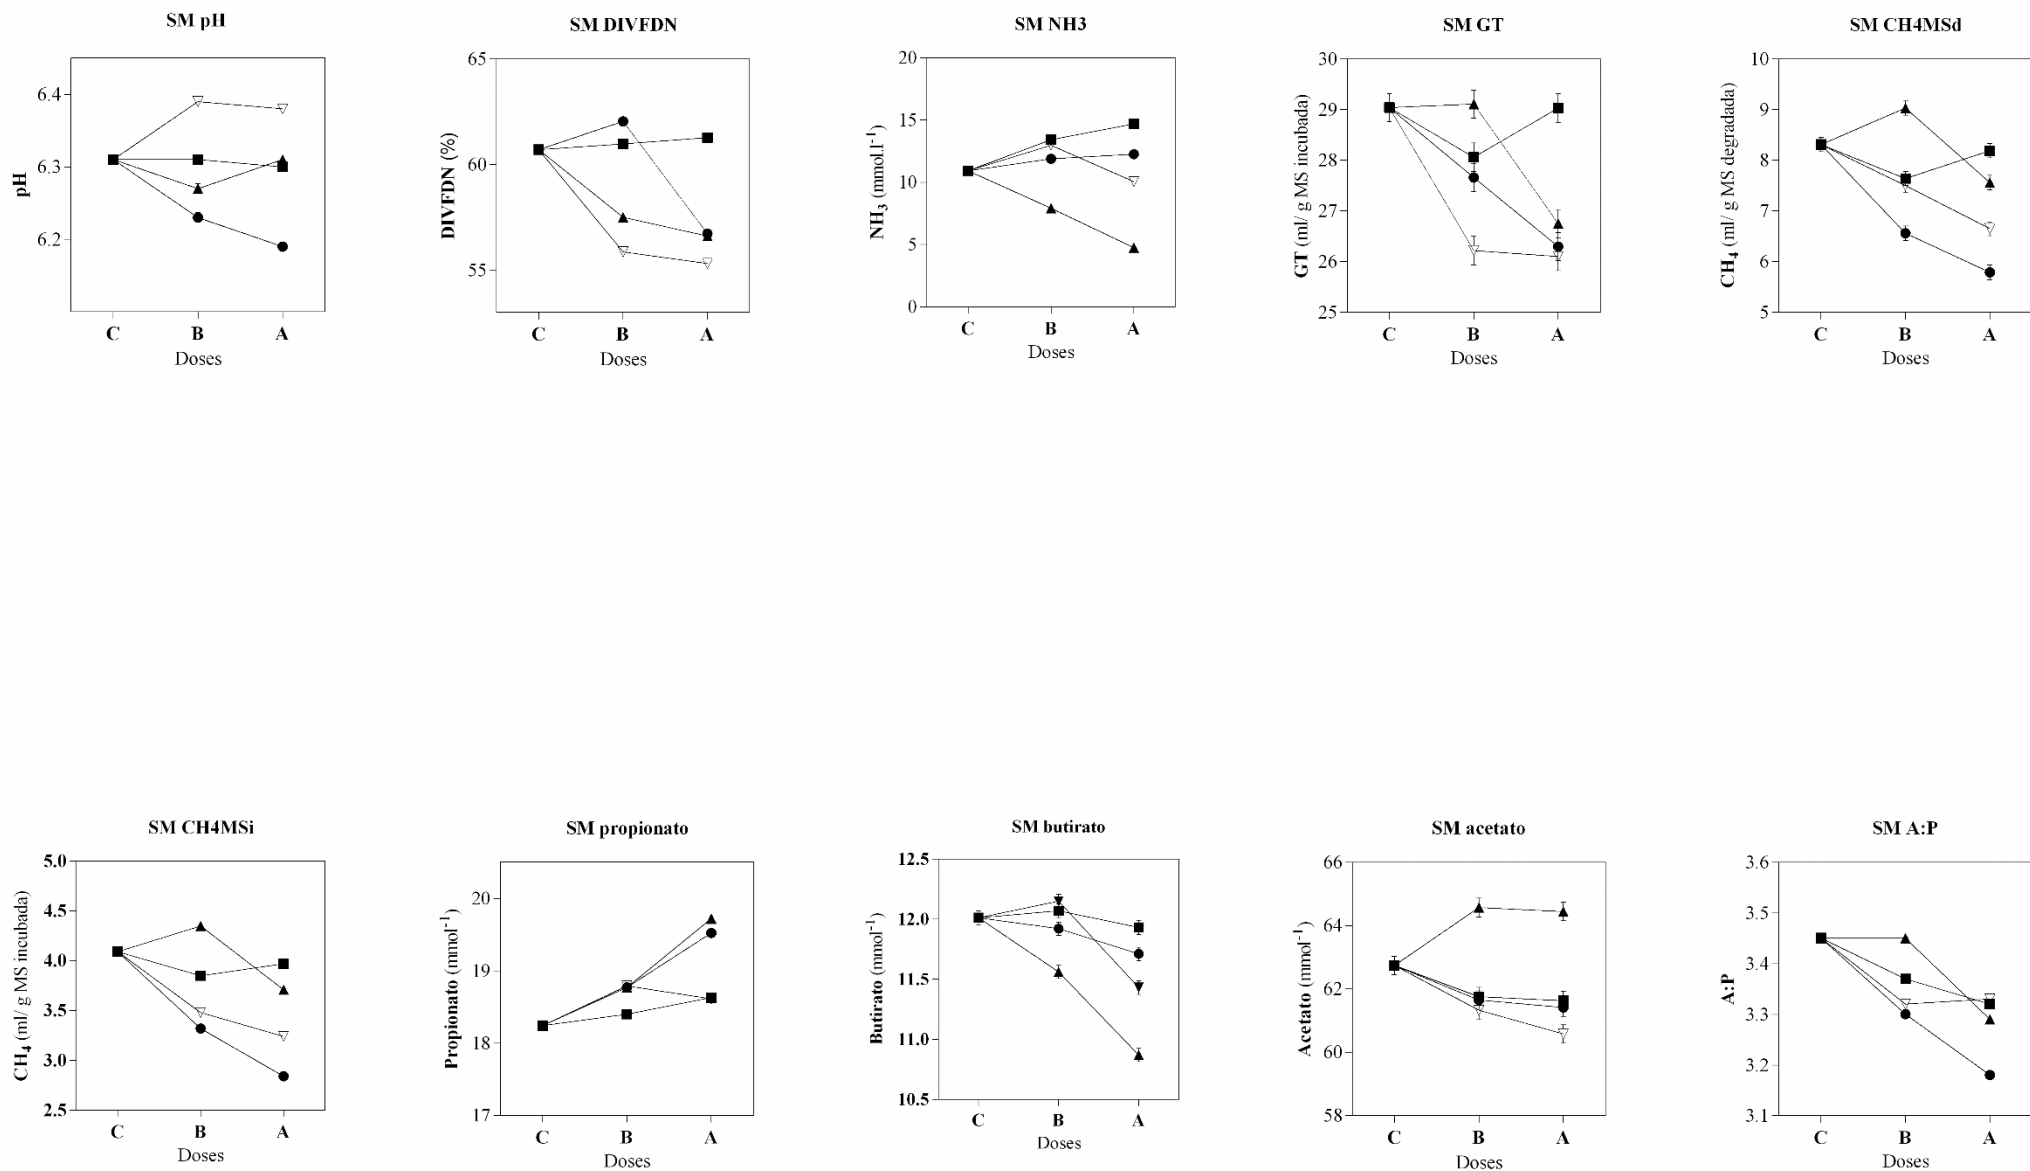 SM pH
6.4
6.3
6.2
pH
C B A
Doses
SM DIVFDN
65
60
55
DIVFDN (%)
C B A
Doses
SM NH3
20
15
10
5
0
NH₃ (mmol.l⁻¹)
C B A
Doses
SM GT
30
29
28
27
26
25
GT (ml/ g MS incubada)
C B A
Doses
SM CH4MSd
10
9
8
7
6
5
CH₄ (ml/ g MS degradada)
C B A
Doses
SM CH4MSi
5.0
4.5
4.0
3.5
3.0
2.5
CH₄ (ml/ g MS incubada)
C B A
Doses
SM propionato
20
19
18
17
Propionato (mmol⁻¹)
C B A
Doses
SM butirato
12.5
12.0
11.5
11.0
10.5
Butirato (mmol⁻¹)
C B A
Doses
SM acetato
66
64
62
60
58
Acetato (mmol⁻¹)
C B A
Doses
SM A:P
3.6
3.5
3.4
3.3
3.2
3.1
A:P
C B A
Doses